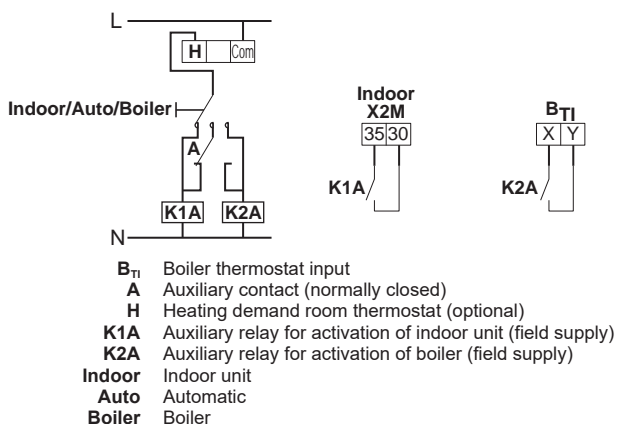 L
H Com
Indoor/Auto/Boiler
A
K1A K2A
N
Indoor
X2M
35 30
K1A
BTI
X Y
K2A
BTI Boiler thermostat input
A Auxiliary contact (normally closed)
H Heating demand room thermostat (optional)
K1A Auxiliary relay for activation of indoor unit (field supply)
K2A Auxiliary relay for activation of boiler (field supply)
Indoor Indoor unit
Auto Automatic
Boiler Boiler